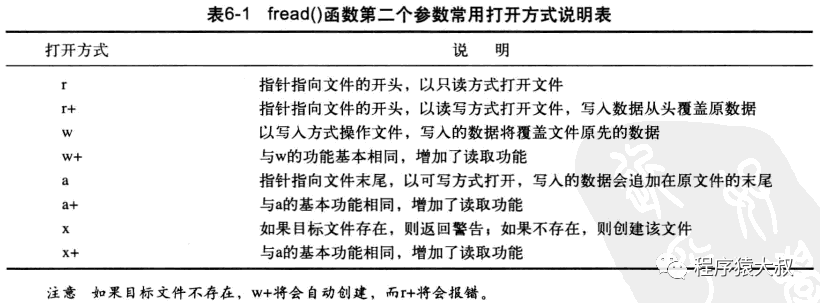 表6-1 fread()函数第二个参数常用打开方式说明表
打开方式 说 明
r 指针指向文件的开头，以只读方式打开文件
r+ 指针指向文件的开头，以读写方式打开文件，写入数据从头覆盖原数据
w 以写入方式操作文件，写入的数据将覆盖文件原先的数据
w+ 与w的功能基本相同，增加了读取功能
a 指针指向文件末尾，以可写方式打开，写入的数据会追加在原文件的末尾
a+ 与a的基本功能相同，增加了读取功能
x 如果目标文件存在，则返回警告；如果不存在，则创建该文件
x+ 与a的基本功能相同，增加了读取功能
程序猿大叔
注意 如果目标文件不存在，w+将会自动创建，而r+将会报错。